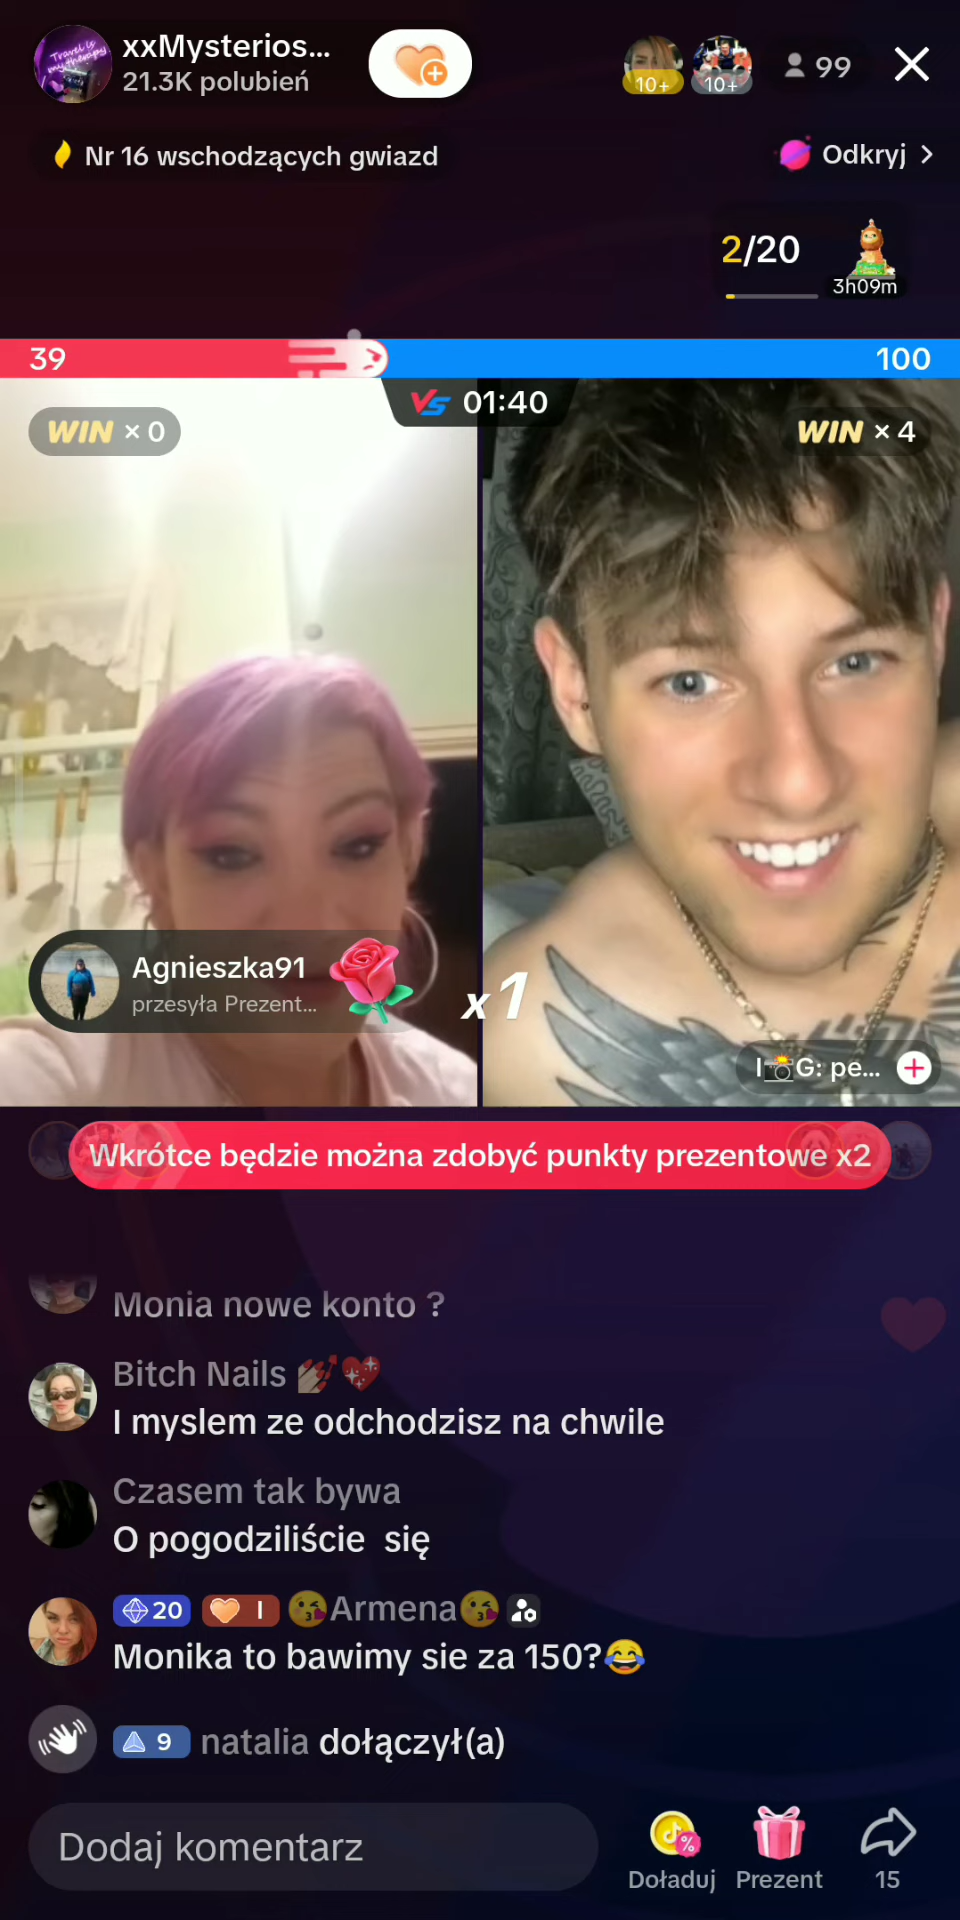 xxMysterios...
21.3K polubień
10+
10+
99
Nr 16 wschodzących gwiazd
Odkryj >
2/20
3h09m
39
100
VS 01:40
WIN × 0
WIN × 4
Agnieszka91
przesyła Prezent...
x1
I📸G: pe...
Wkrótce będzie można zdobyć punkty prezentowe x2
Monia nowe konto ?
Bitch Nails 💅💖
I myslem ze odchodzisz na chwile
Czasem tak bywa
O pogodziliście się
20 I 😘Armena😘
Monika to bawimy sie za 150?😂
9 natalia dołączył(a)
Dodaj komentarz
Doładuj
Prezent
15